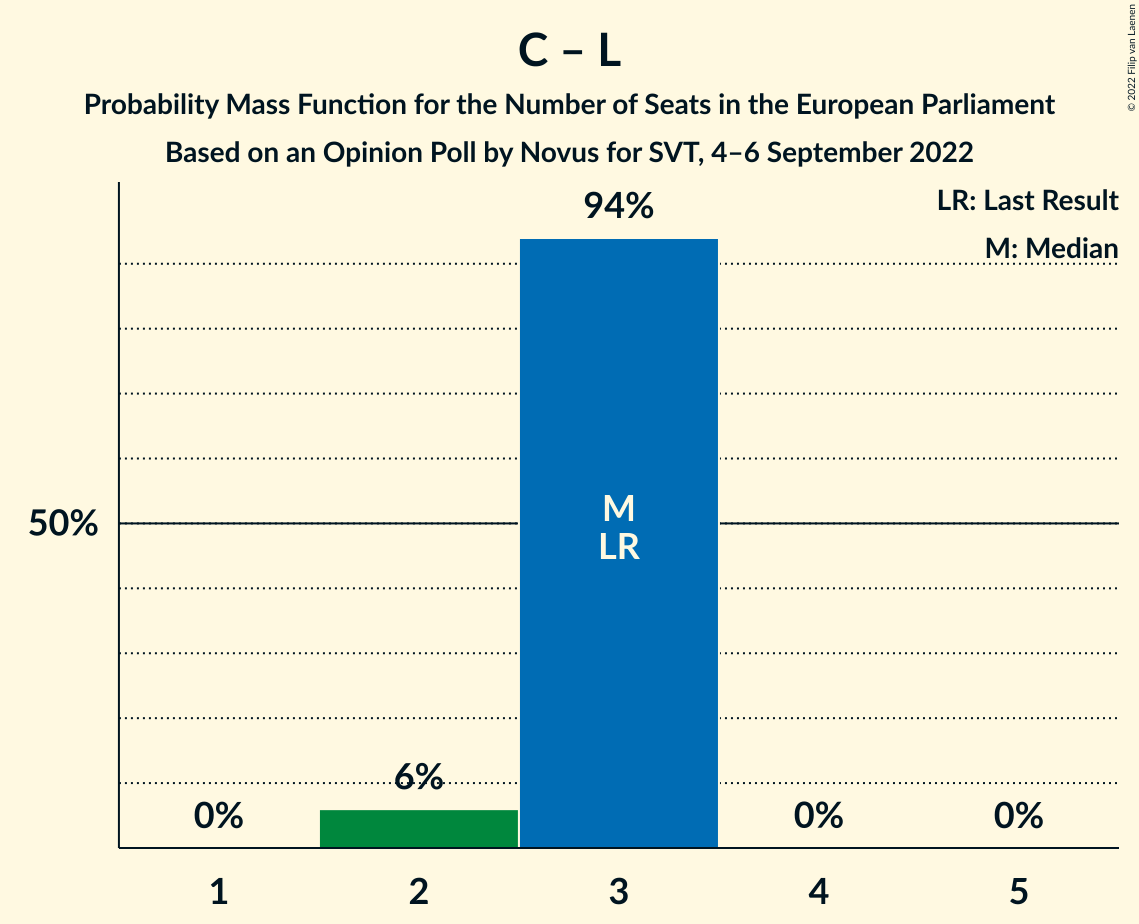 C – L
Probability Mass Function for the Number of Seats in the European Parliament
Based on an Opinion Poll by Novus for SVT, 4–6 September 2022
© 2022 Filip van Laenen
LR: Last Result
M: Median
94%
M
LR
50%
6%
0%
0%
0%
1
2
3
4
5